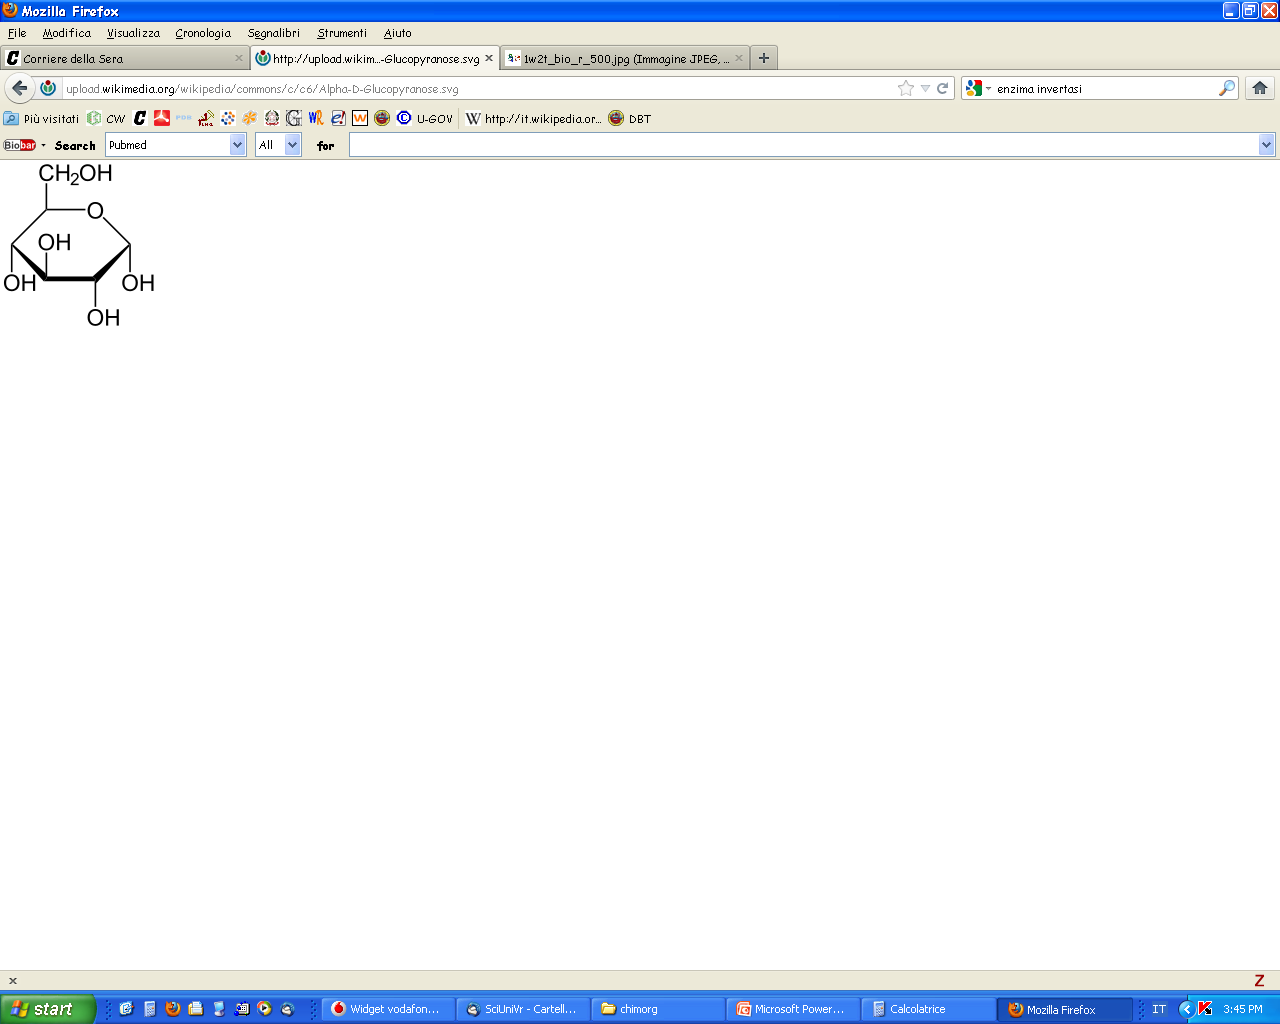 Mozilla Firefox
File Modifica Visualizza Cronologia Segnalibri Strumenti Aiuto
Corriere della Sera http://upload.wikim...-Glucopyranose.svg 1w2t_bio_r_500.jpg (Immagine JPEG, ...
upload.wikimedia.org/wikipedia/commons/c/c6/Alpha-D-Glucopyranose.svg enzima invertasi
Più visitati CW U-GOV http://it.wikipedia.or... DBT
Biobar Search Pubmed All for
CH2OH
O
OH
OH OH
OH
x Z
start Widget vodafon... SciUniVr - Cartell... chimorg Microsoft Power... Calcolatrice Mozilla Firefox IT 3:45 PM